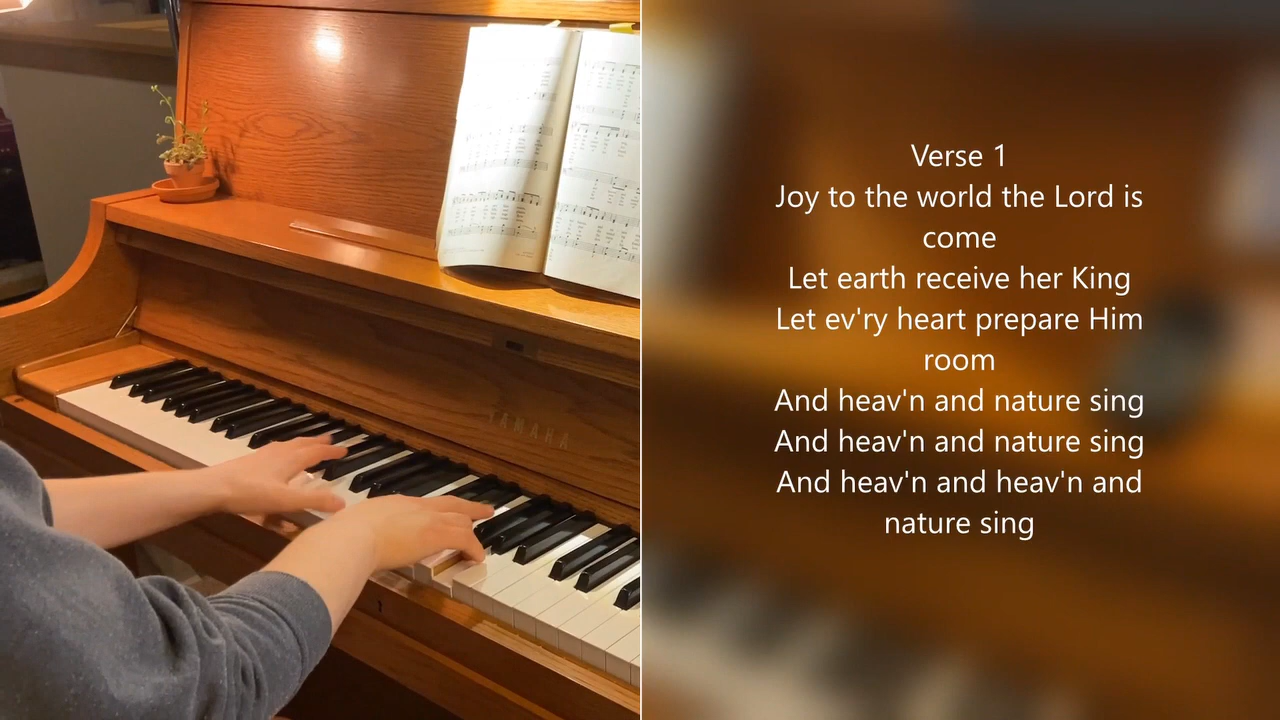 YAMAHA
Verse 1
Joy to the world the Lord is
come
Let earth receive her King
Let ev'ry heart prepare Him
room
And heav'n and nature sing
And heav'n and nature sing
And heav'n and heav'n and
nature sing